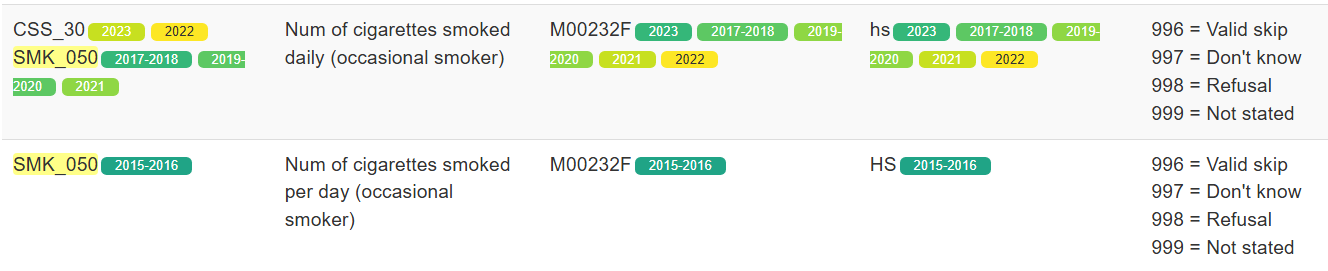 CSS_30 2023 2022 Num of cigarettes smoked M00232F 2023 2017-2018 2019- hs 2023 2017-2018 2019- 996 = Valid skip
SMK_050 2017-2018 2019- daily (occasional smoker) 2020 2021 2022 2020 2021 2022 997 = Don't know
2020 2021 998 = Refusal
999 = Not stated
SMK_050 2015-2016 Num of cigarettes smoked M00232F 2015-2016 HS 2015-2016 996 = Valid skip
per day (occasional 997 = Don't know
smoker) 998 = Refusal
999 = Not stated